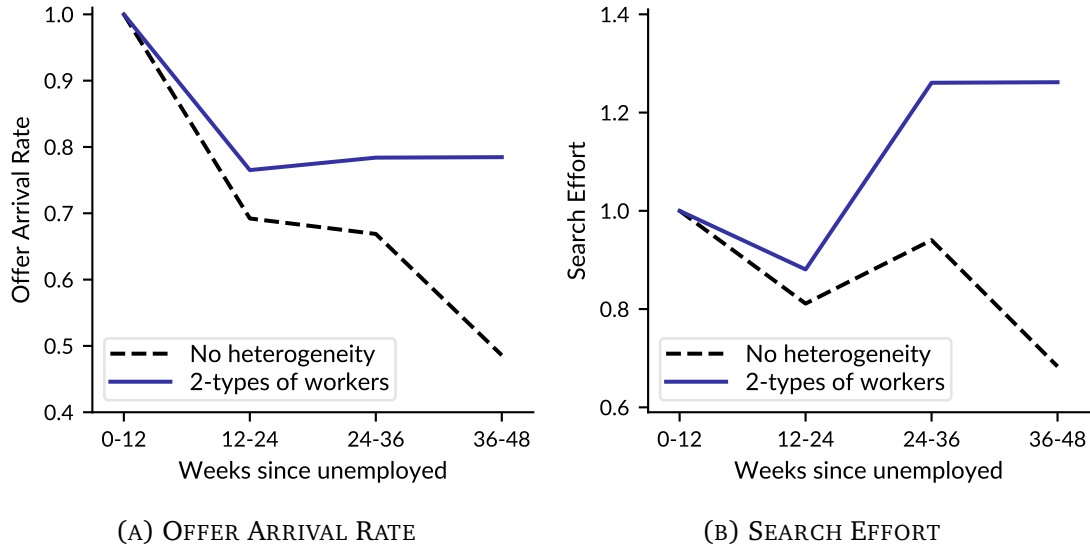 1.0
0.9
0.8
0.7
0.6
0.5
0.4
Offer Arrival Rate
No heterogeneity
2-types of workers
0-12 12-24 24-36 36-48
Weeks since unemployed
(A) OFFER ARRIVAL RATE
1.4
1.2
1.0
0.8
0.6
Search Effort
No heterogeneity
2-types of workers
0-12 12-24 24-36 36-48
Weeks since unemployed
(B) SEARCH EFFORT